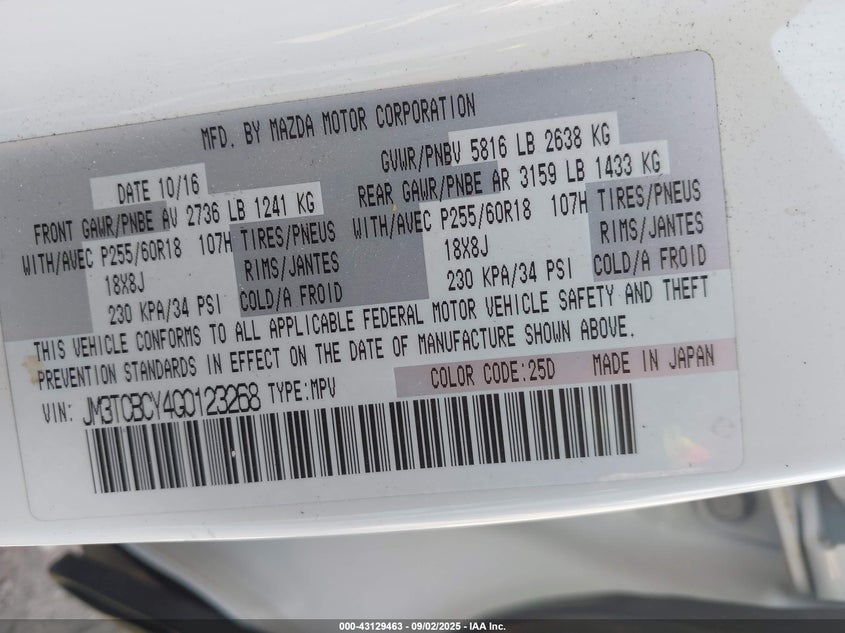 MFD. BY MAZDA MOTOR CORPORATION
DATE 10/16 GVWR/PNBV 5816 LB 2638 KG
FRONT GAWR/PNBE AV 2736 LB 1241 KG REAR GAWR/PNBE AR 3159 LB 1433 KG
WITH/AVEC P255/60R18 107H TIRES/PNEUS WITH/AVEC P255/60R18 107H TIRES/PNEUS
18X8J RIMS/JANTES 18X8J RIMS/JANTES
230 KPA/34 PSI COLD/A FROID 230 KPA/34 PSI COLD/A FROID
THIS VEHICLE CONFORMS TO ALL APPLICABLE FEDERAL MOTOR VEHICLE SAFETY AND THEFT
PREVENTION STANDARDS IN EFFECT ON THE DATE OF MANUFACTURE SHOWN ABOVE.
COLOR CODE:25D MADE IN JAPAN
VIN: JM3TCBCY4G0123268 TYPE:MPV
000-43129463 - 09/02/2025 - IAA Inc.